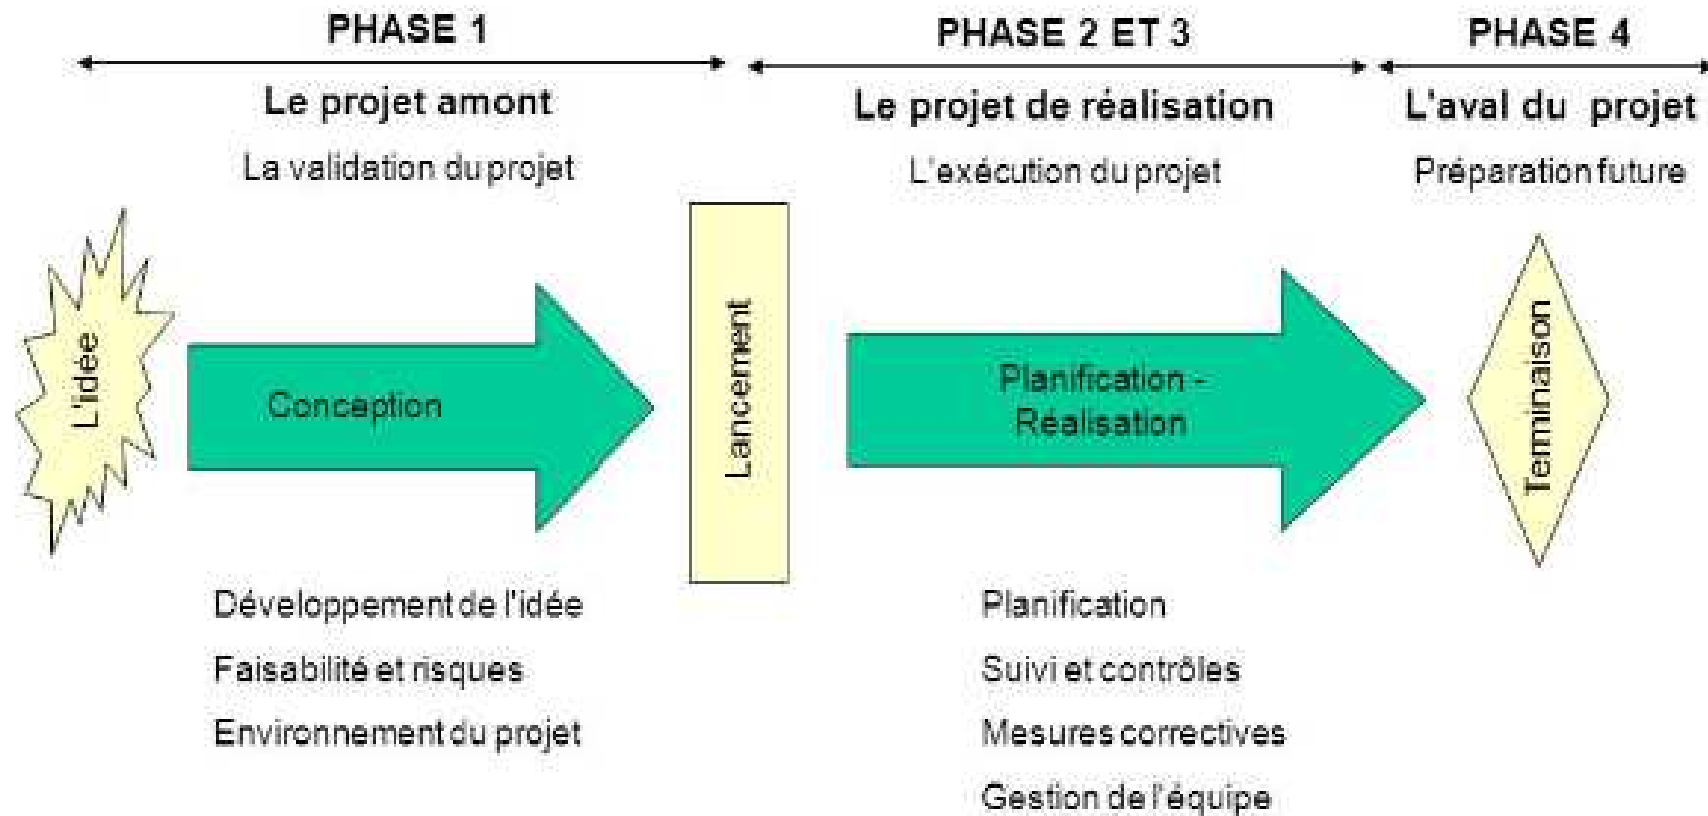 PHASE 1
Le projet amont
La validation du projet
PHASE 2 ET 3
Le projet de réalisation
L'exécution du projet
PHASE 4
L'aval du projet
Préparation future
L'idée
Conception
Lancement
Planification -
Réalisation
Terminaison
Développement de l'idée
Faisabilité et risques
Environnement du projet
Planification
Suivi et contrôles
Mesures correctives
Gestion de l'équipe